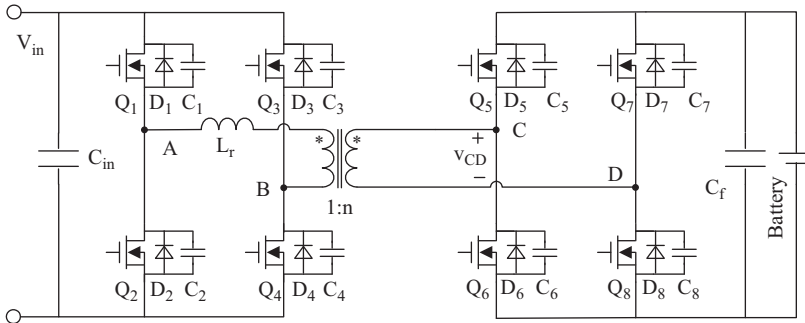 V_in
Q_1 D_1 C_1
Q_3 D_3 C_3
Q_5 D_5 C_5
Q_7 D_7 C_7
A
L_r
*
*
+
v_CD
−
C
C_in
B
1:n
D
C_f
Battery
Q_2 D_2 C_2
Q_4 D_4 C_4
Q_6 D_6 C_6
Q_8 D_8 C_8